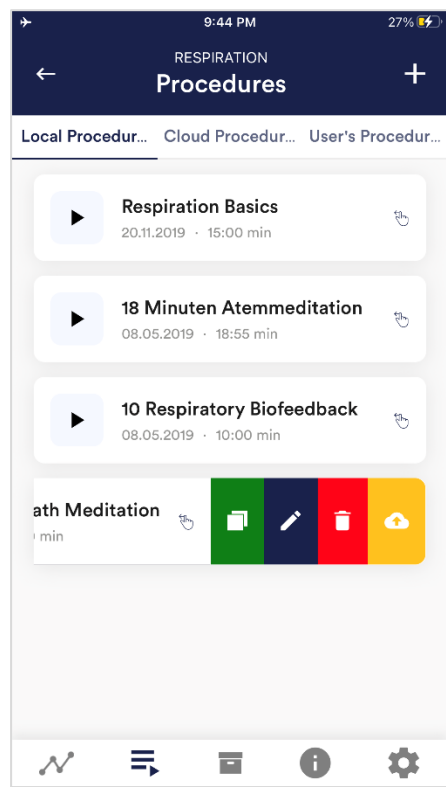 9:44 PM
27%
RESPIRATION
Procedures
Local Procedur... Cloud Procedur... User's Procedur...
Respiration Basics
20.11.2019 · 15:00 min
18 Minuten Atemmeditation
08.05.2019 · 18:55 min
10 Respiratory Biofeedback
08.05.2019 · 10:00 min
ath Meditation
min